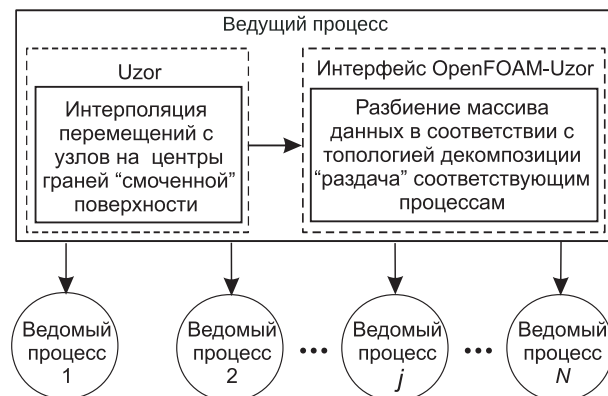 Ведущий процесс
Uzor
Интерполяция
перемещений с
узлов на центры
граней “смоченной”
поверхности
Интерфейс OpenFOAM-Uzor
Разбиение массива
данных в соответствии с
топологией декомпозиции
“раздача” соответствующим
процессам
Ведомый
процесс
1
Ведомый
процесс
2
•••
Ведомый
процесс
j
•••
Ведомый
процесс
N